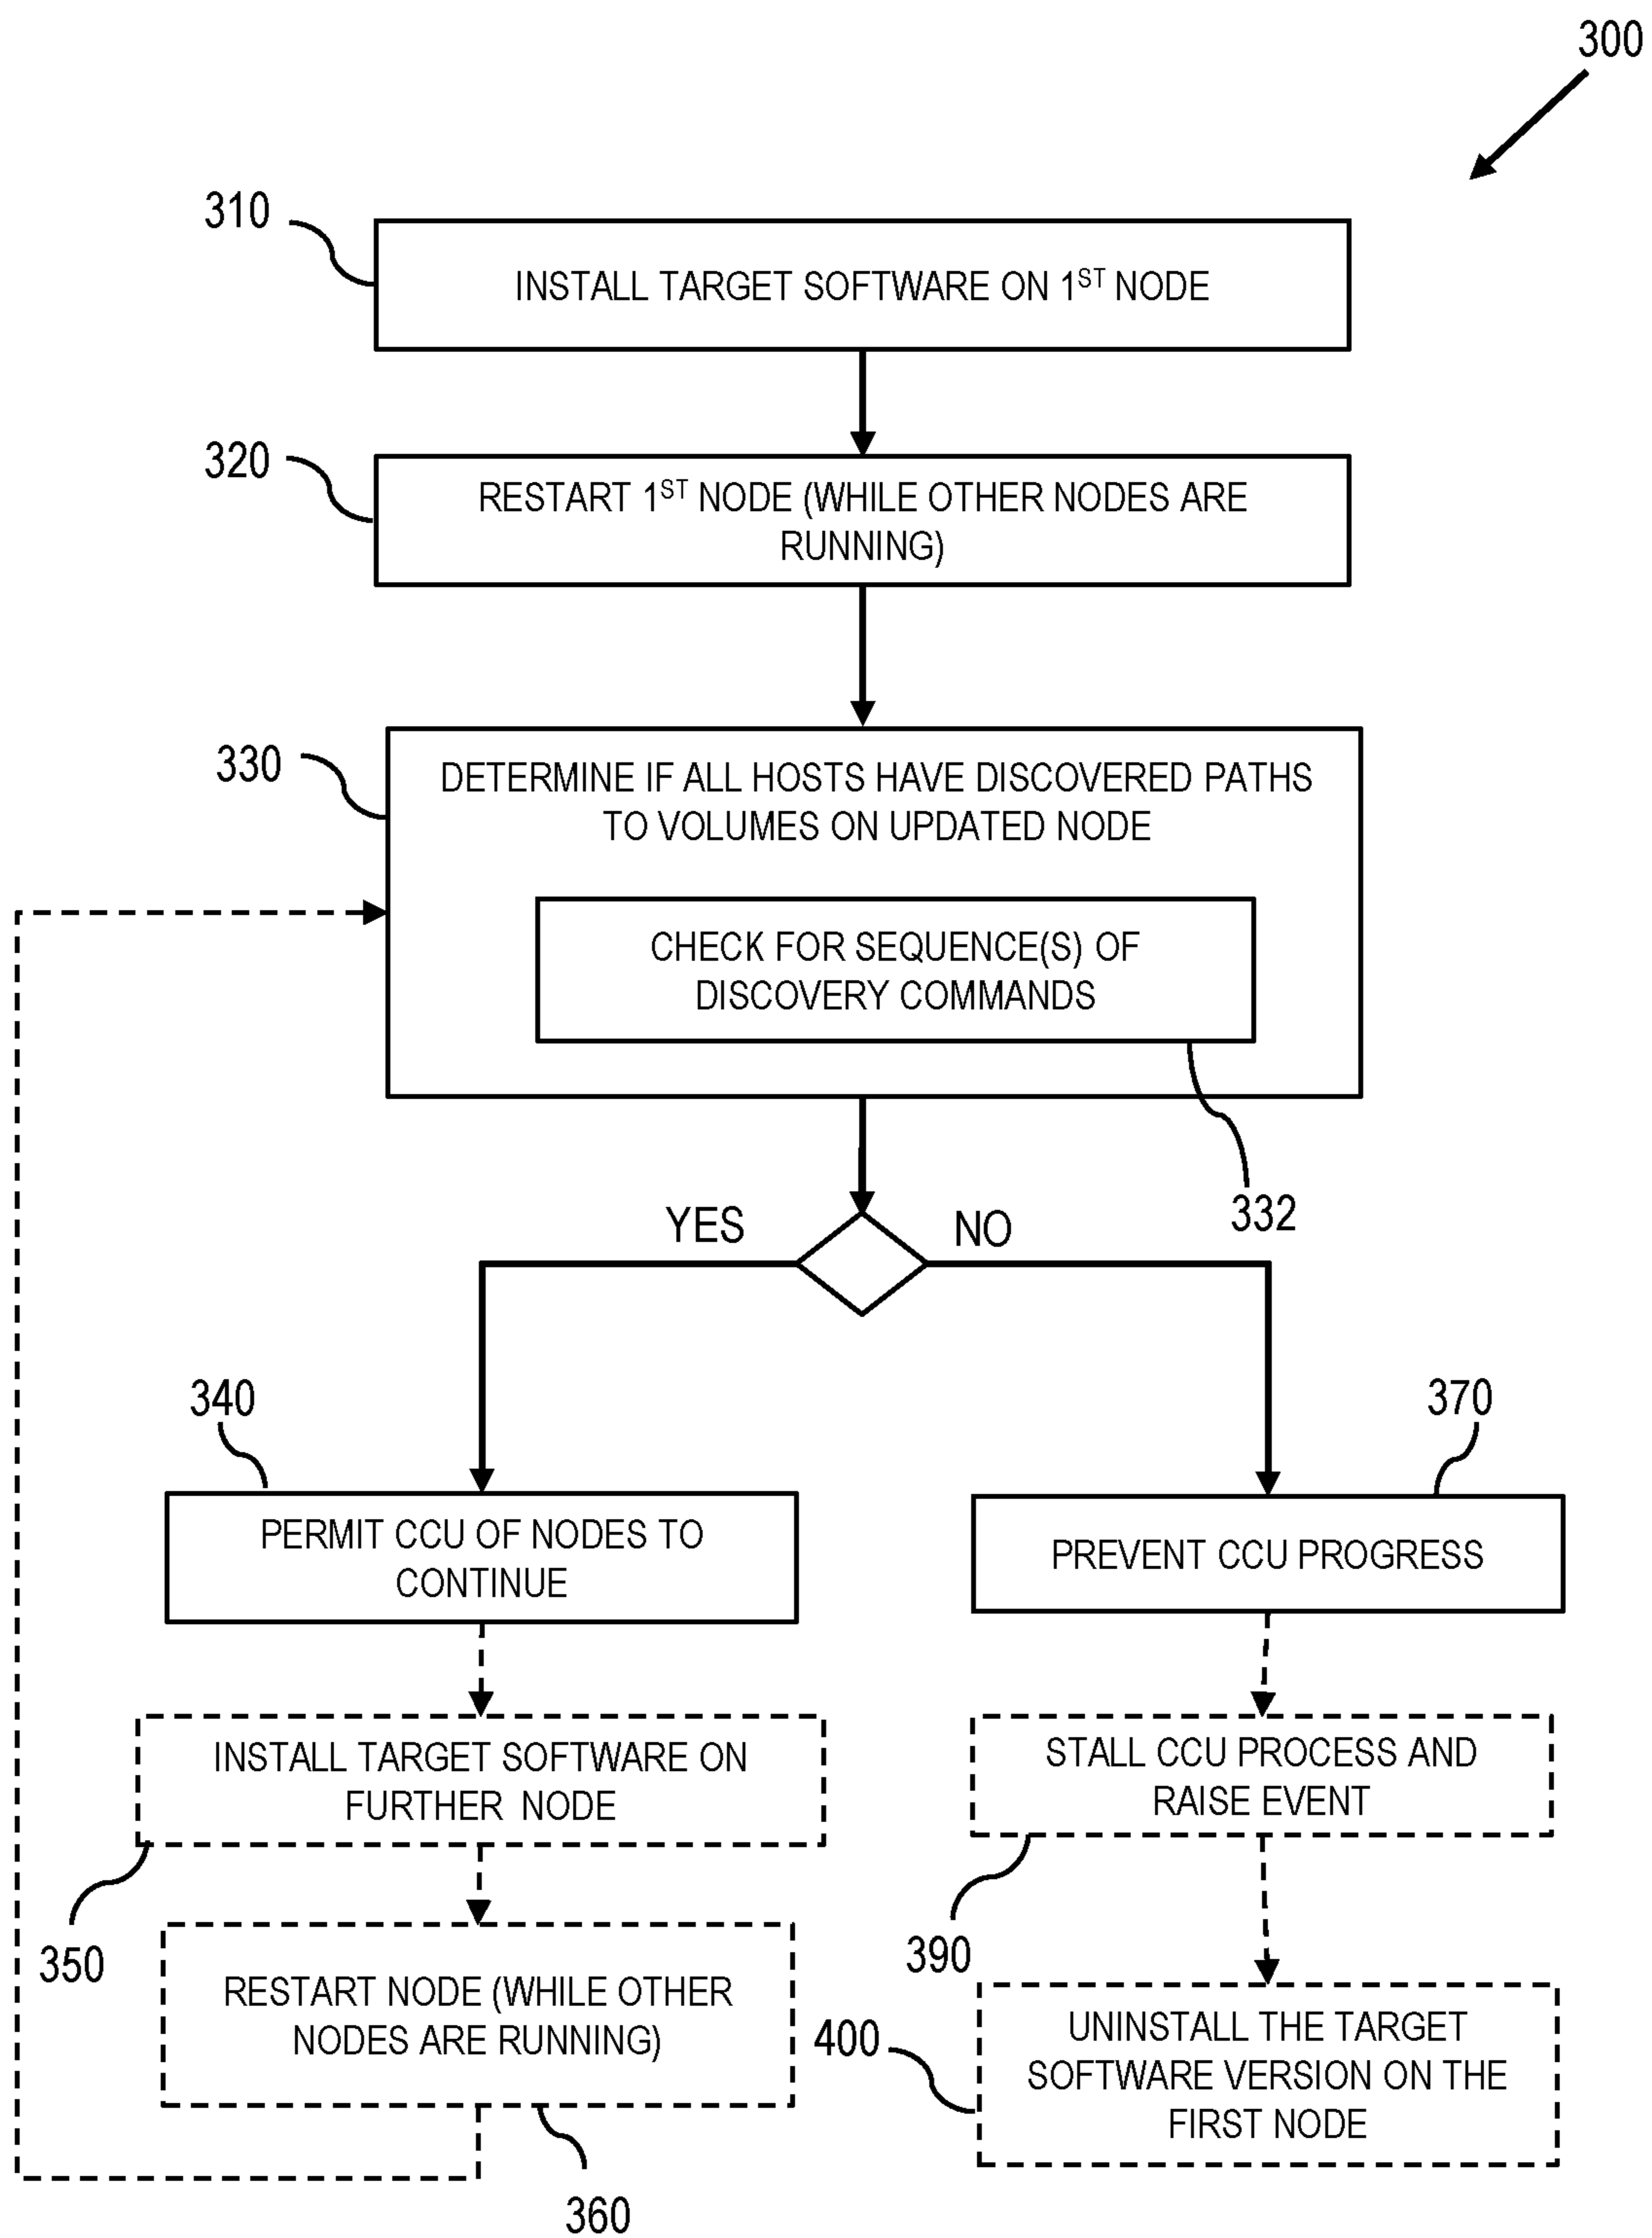 300
310
INSTALL TARGET SOFTWARE ON 1ST NODE
320
RESTART 1ST NODE (WHILE OTHER NODES ARE
RUNNING)
330
DETERMINE IF ALL HOSTS HAVE DISCOVERED PATHS
TO VOLUMES ON UPDATED NODE
CHECK FOR SEQUENCE(S) OF
DISCOVERY COMMANDS
332
YES
NO
340
PERMIT CCU OF NODES TO
CONTINUE
370
PREVENT CCU PROGRESS
INSTALL TARGET SOFTWARE ON
FURTHER NODE
350
STALL CCU PROCESS AND
RAISE EVENT
390
RESTART NODE (WHILE OTHER
NODES ARE RUNNING)
360
400
UNINSTALL THE TARGET
SOFTWARE VERSION ON THE
FIRST NODE